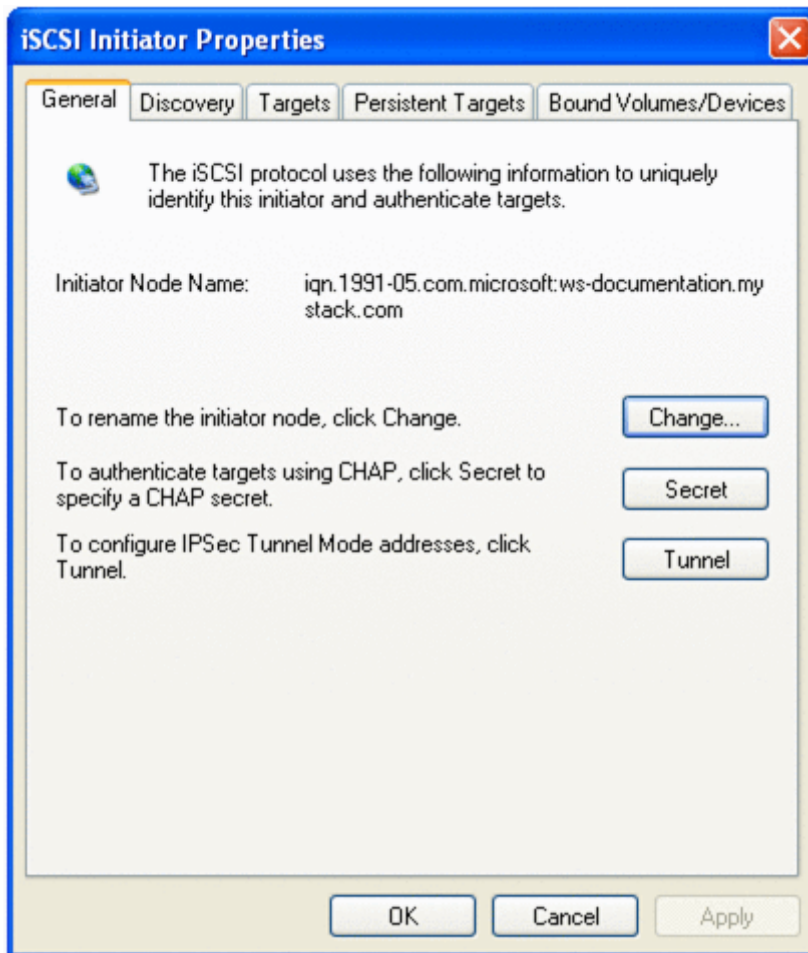 iSCSI Initiator Properties
General Discovery Targets Persistent Targets Bound Volumes/Devices
The iSCSI protocol uses the following information to uniquely
identify this initiator and authenticate targets.
Initiator Node Name: iqn.1991-05.com.microsoft:ws-documentation.my
stack.com
To rename the initiator node, click Change. Change...
To authenticate targets using CHAP, click Secret to
specify a CHAP secret.
Secret
To configure IPSec Tunnel Mode addresses, click
Tunnel.
Tunnel
OK Cancel Apply